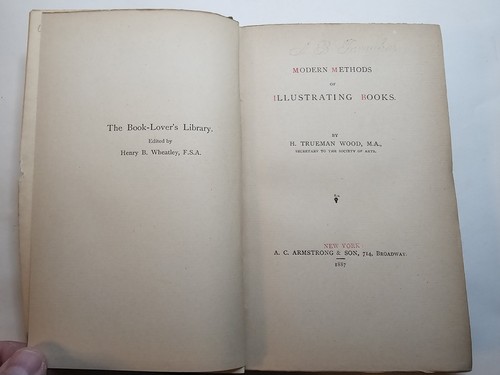 The Book-Lover's Library.
Edited by
Henry B. Wheatley, F.S.A.
MODERN METHODS
OF
ILLUSTRATING BOOKS.
BY
H. TRUEMAN WOOD, M.A.,
SECRETARY TO THE SOCIETY OF ARTS.
NEW YORK:
A. C. ARMSTRONG & SON, 714, BROADWAY.
1887